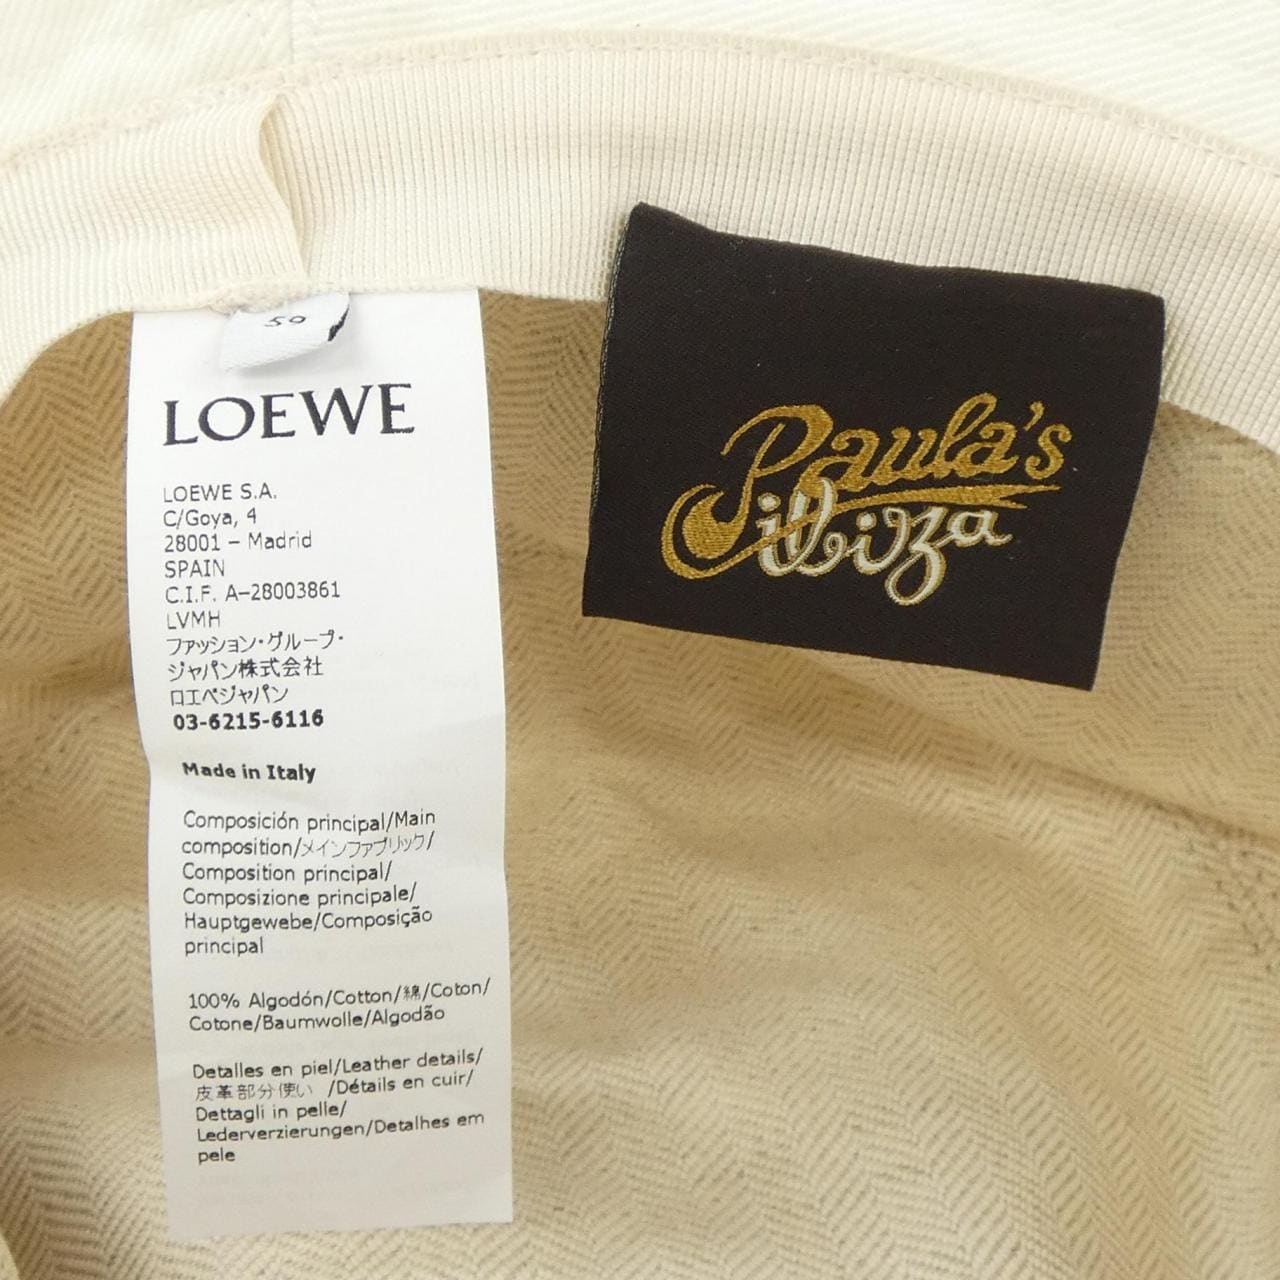 59
LOEWE
LOEWE S.A.
C/Goya, 4
28001 – Madrid
SPAIN
C.I.F. A-28003861
LVMH
ファッション・グループ・
ジャパン株式会社
ロエベジャパン
03-6215-6116
Made in Italy
Composición principal/Main
composition/メインファブリック/
Composition principal/
Composizione principale/
Hauptgewebe/Composição
principal
100% Algodón/Cotton/綿/Coton/
Cotone/Baumwolle/Algodão
Detalles en piel/Leather details/
皮革部分使い /Détails en cuir/
Dettagli in pelle/
Lederverzierungen/Detalhes em
pele
Paula's
ibiza